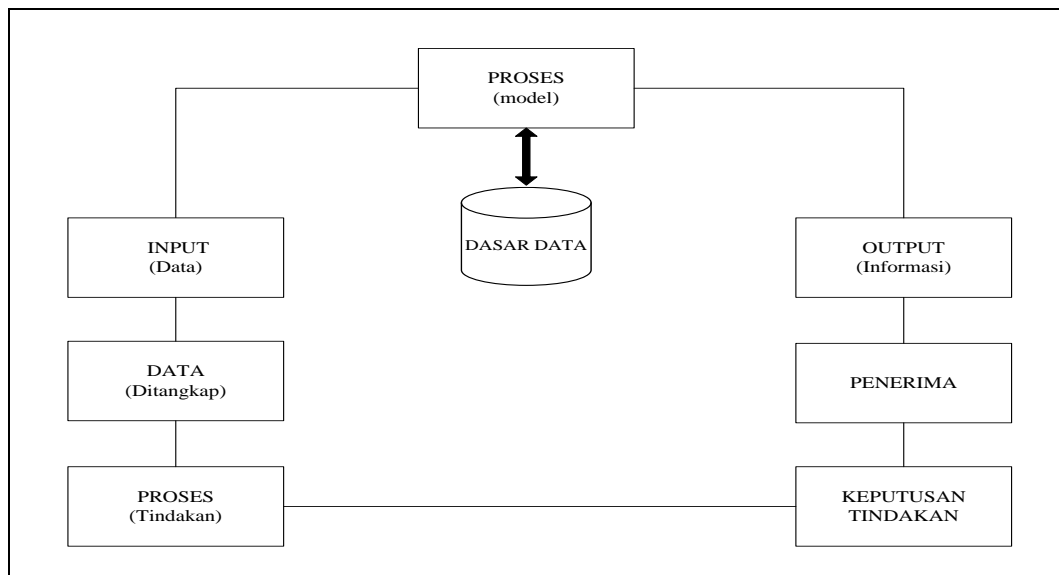 PROSES
(model)
DASAR DATA
INPUT
(Data)
OUTPUT
(Informasi)
DATA
(Ditangkap)
PENERIMA
PROSES
(Tindakan)
KEPUTUSAN
TINDAKAN